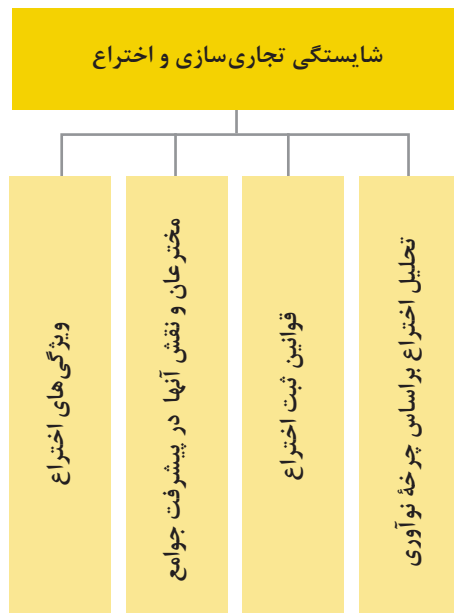 شایستگی تجاری‌سازی و اختراع
تحلیل اختراع براساس چرخهٔ نوآوری
قوانین ثبت اختراع
مخترعان و نقش آنها در پیشرفت جوامع
ویژگی‌های اختراع